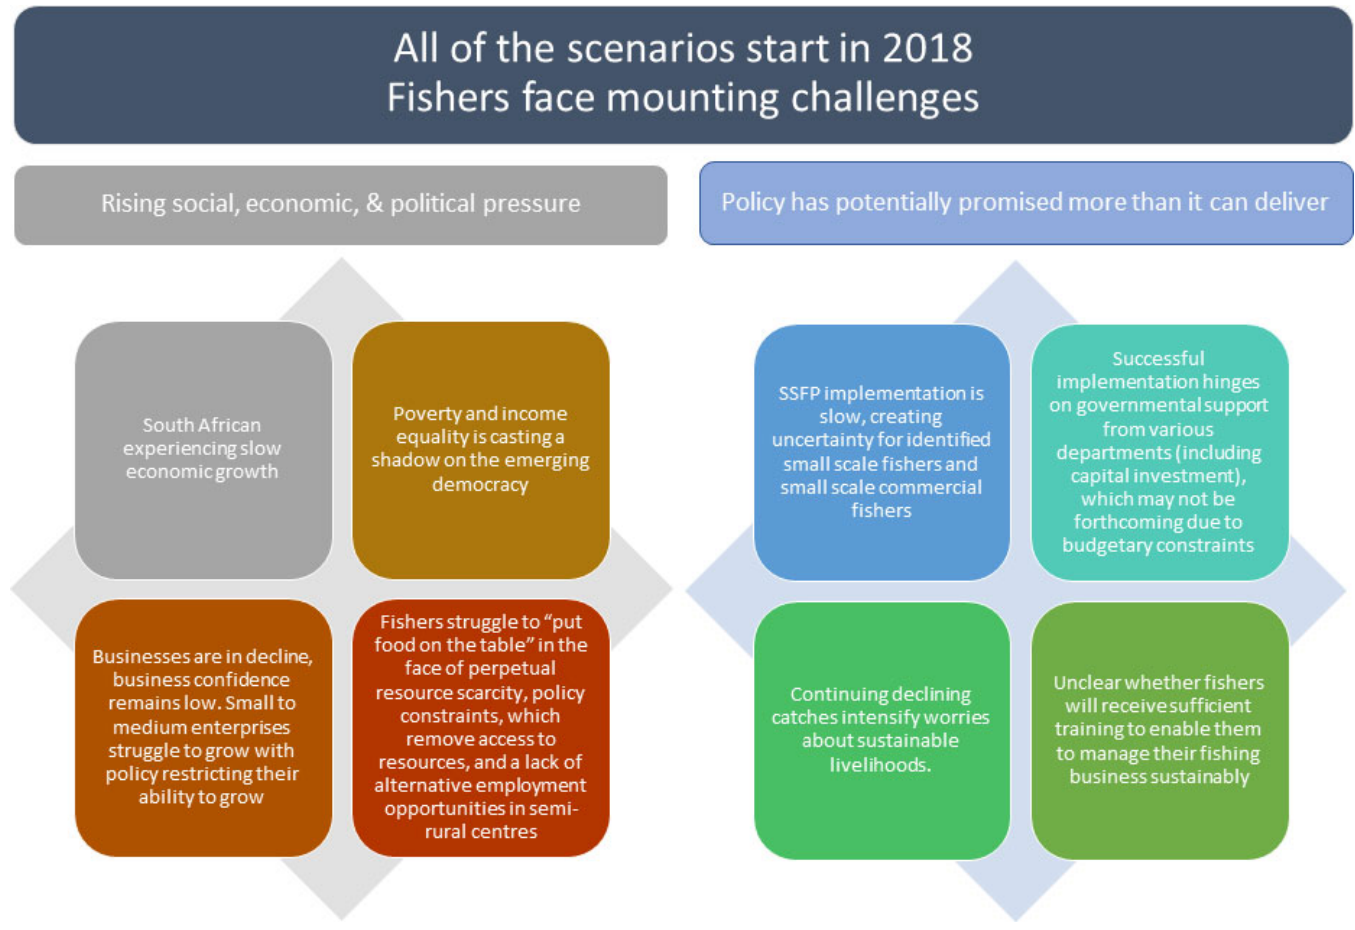 All of the scenarios start in 2018
Fishers face mounting challenges
Rising social, economic, & political pressure
South African
experiencing slow
economic growth
Poverty and income
equality is casting a
shadow on the emerging
democracy
Businesses are in decline,
business confidence
remains low. Small to
medium enterprises
struggle to grow with
policy restricting their
ability to grow
Fishers struggle to “put
food on the table” in the
face of perpetual
resource scarcity, policy
constraints, which
remove access to
resources, and a lack of
alternative employment
opportunities in semi-
rural centres
Policy has potentially promised more than it can deliver
SSFP implementation is
slow, creating
uncertainty for identified
small scale fishers and
small scale commercial
fishers
Successful
implementation hinges
on governmental support
from various
departments (including
capital investment),
which may not be
forthcoming due to
budgetary constraints
Continuing declining
catches intensify worries
about sustainable
livelihoods.
Unclear whether fishers
will receive sufficient
training to enable them
to manage their fishing
business sustainably